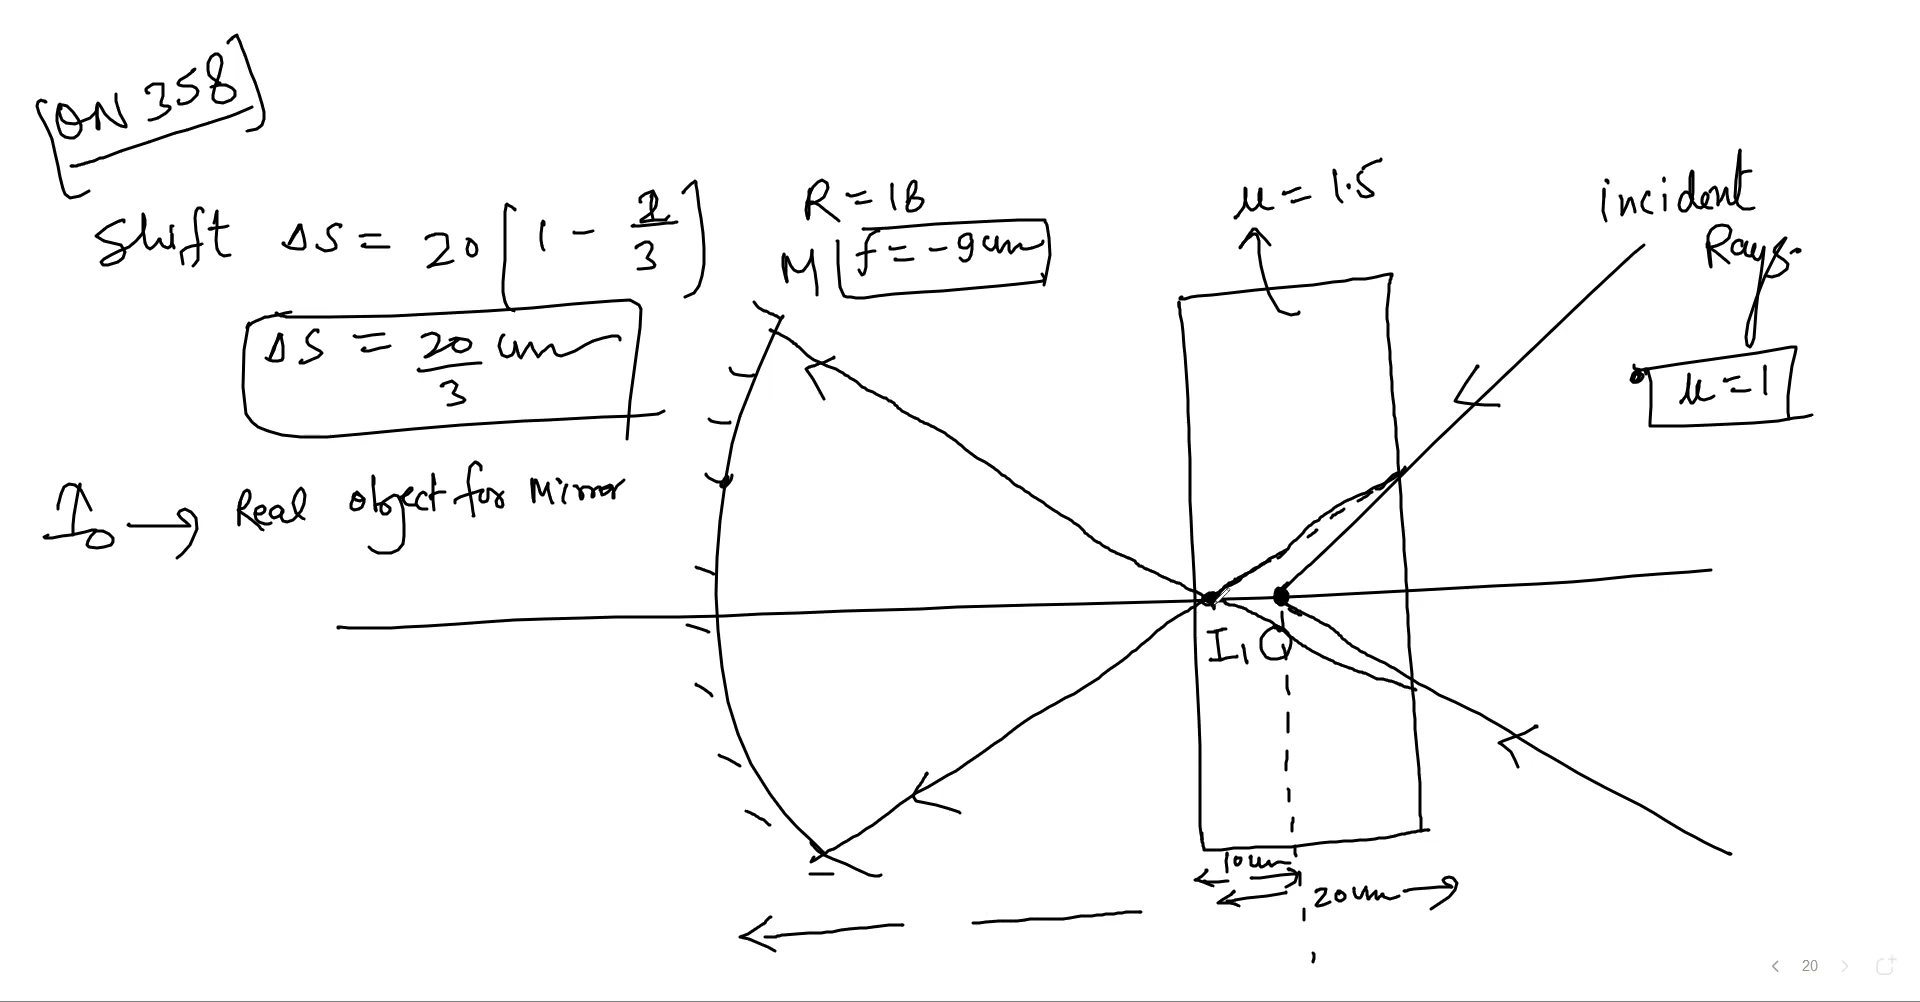 [QN 358]
Shift ΔS = 20 [1 - 2/3]
ΔS = 20/3 cm
I₀ → Real object for Mirror
R = 18
M f = -9 cm
μ = 1.5
incident
Rays.
μ = 1
I₁ O
10 cm
20 cm
20